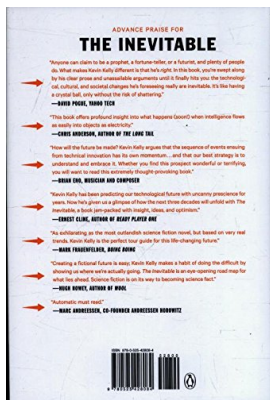 ADVANCE PRAISE FOR
THE INEVITABLE
"Anyone can claim to be a prophet, a fortune-teller, or a futurist, and plenty of people
do. What makes Kevin Kelly different is that he's right. In this book, you're swept along
by his clear prose and unassailable arguments until it finally hits you: the technolog-
ical, cultural, and societal changes he's foreseeing really are inevitable. It's like having
a crystal ball, only without the risk of shattering."
—DAVID POGUE, YAHOO TECH
"This book offers profound insight into what happens (soon!) when intelligence flows
as easily into objects as electricity."
—CHRIS ANDERSON, AUTHOR OF THE LONG TAIL
"How will the future be made? Kevin Kelly argues that the sequence of events ensuing
from technical innovation has its own momentum . . . and that our best strategy is to
understand and embrace it. Whether you find this prospect wonderful or terrifying,
you will want to read this extremely thought-provoking book."
—BRIAN ENO, MUSICIAN AND COMPOSER
"Kevin Kelly has been predicting our technological future with uncanny prescience for
years. Now he's given us a glimpse of how the next three decades will unfold with The
Inevitable, a book jam-packed with insight, ideas, and optimism."
—ERNEST CLINE, AUTHOR OF READY PLAYER ONE
"As exhilarating as the most outlandish science fiction novel, but based on very real
trends. Kevin Kelly is the perfect tour guide for this life-changing future."
—MARK FRAUENFELDER, BOING BOING
"Creating a fictional future is easy; Kevin Kelly makes a habit of doing the difficult by
showing us where we're actually going. The Inevitable is an eye-opening road map for
what lies ahead. Science fiction is on its way to becoming science fact."
—HUGH HOWEY, AUTHOR OF WOOL
"Automatic must read."
—MARC ANDREESSEN, CO-FOUNDER ANDREESSEN HOROWITZ